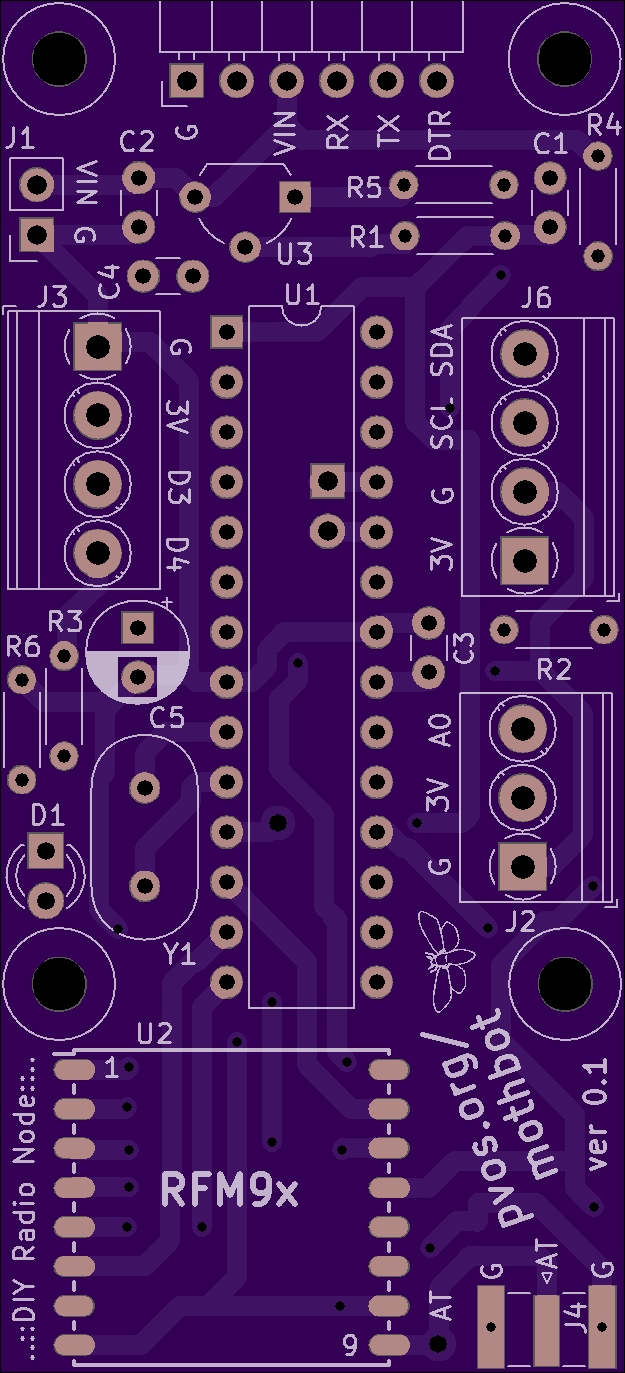 G
VIN
RX
TX
DTR
R4
J1
VIN
G
C2
C1
R5
R1
U3
C4
J3
U1
J6
G
3V
D3
D4
SDA
SCL
G
3V
+
R3
R6
C3
R2
C5
A0
3V
G
J2
D1
Y1
U2
1
RFM9x
9
..:::DIY Radio Node:::..
pvos.org/
mothbot
ver 0.1
AT
G
◁AT
J4
G